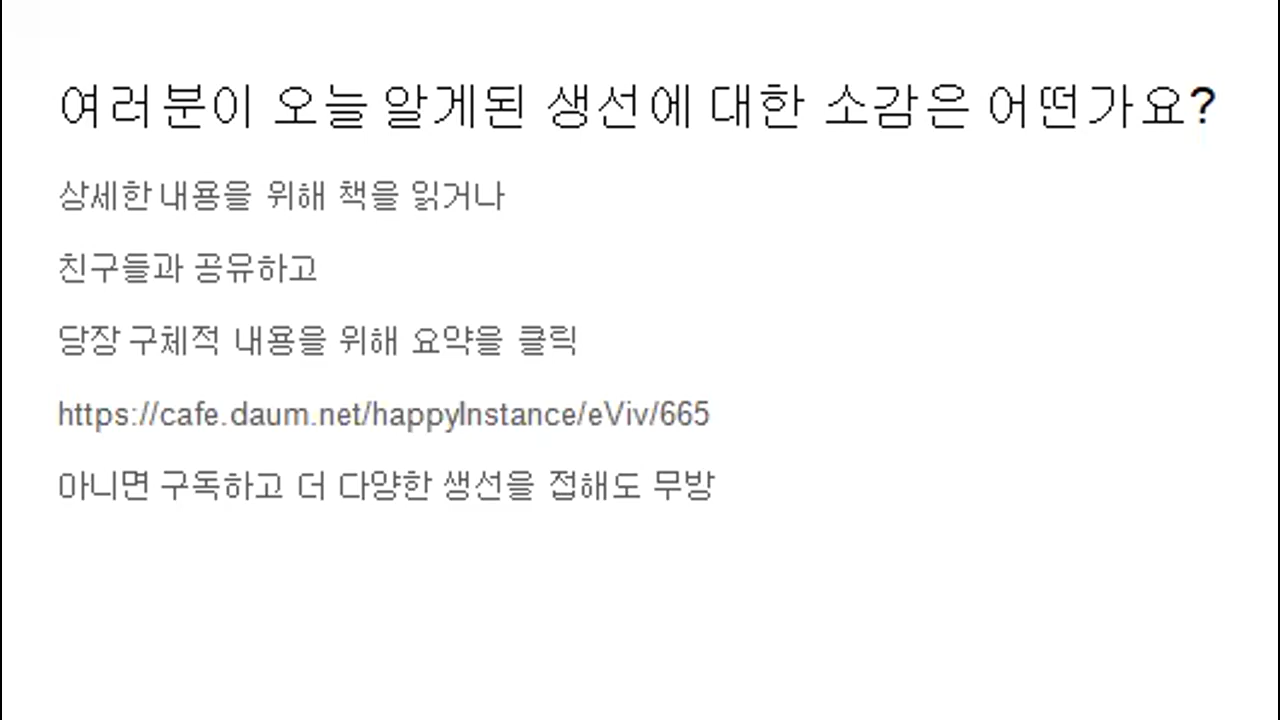 여러분이 오늘 알게된 생선에 대한 소감은 어떤가요?
상세한 내용을 위해 책을 읽거나
친구들과 공유하고
당장 구체적 내용을 위해 요약을 클릭
https://cafe.daum.net/happyInstance/eViv/665
아니면 구독하고 더 다양한 생선을 접해도 무방